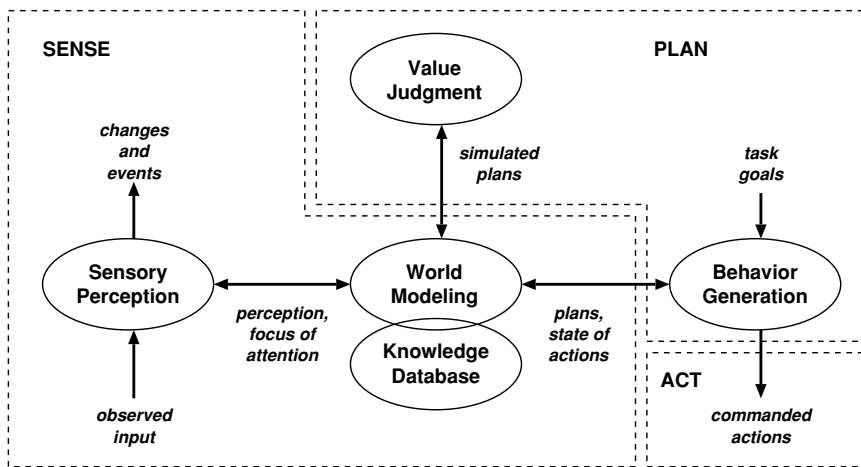 SENSE
PLAN
Value
Judgment
changes
and
events
simulated
plans
task
goals
Sensory
Perception
World
Modeling
Behavior
Generation
perception,
focus of
attention
plans,
state of
actions
Knowledge
Database
ACT
observed
input
commanded
actions